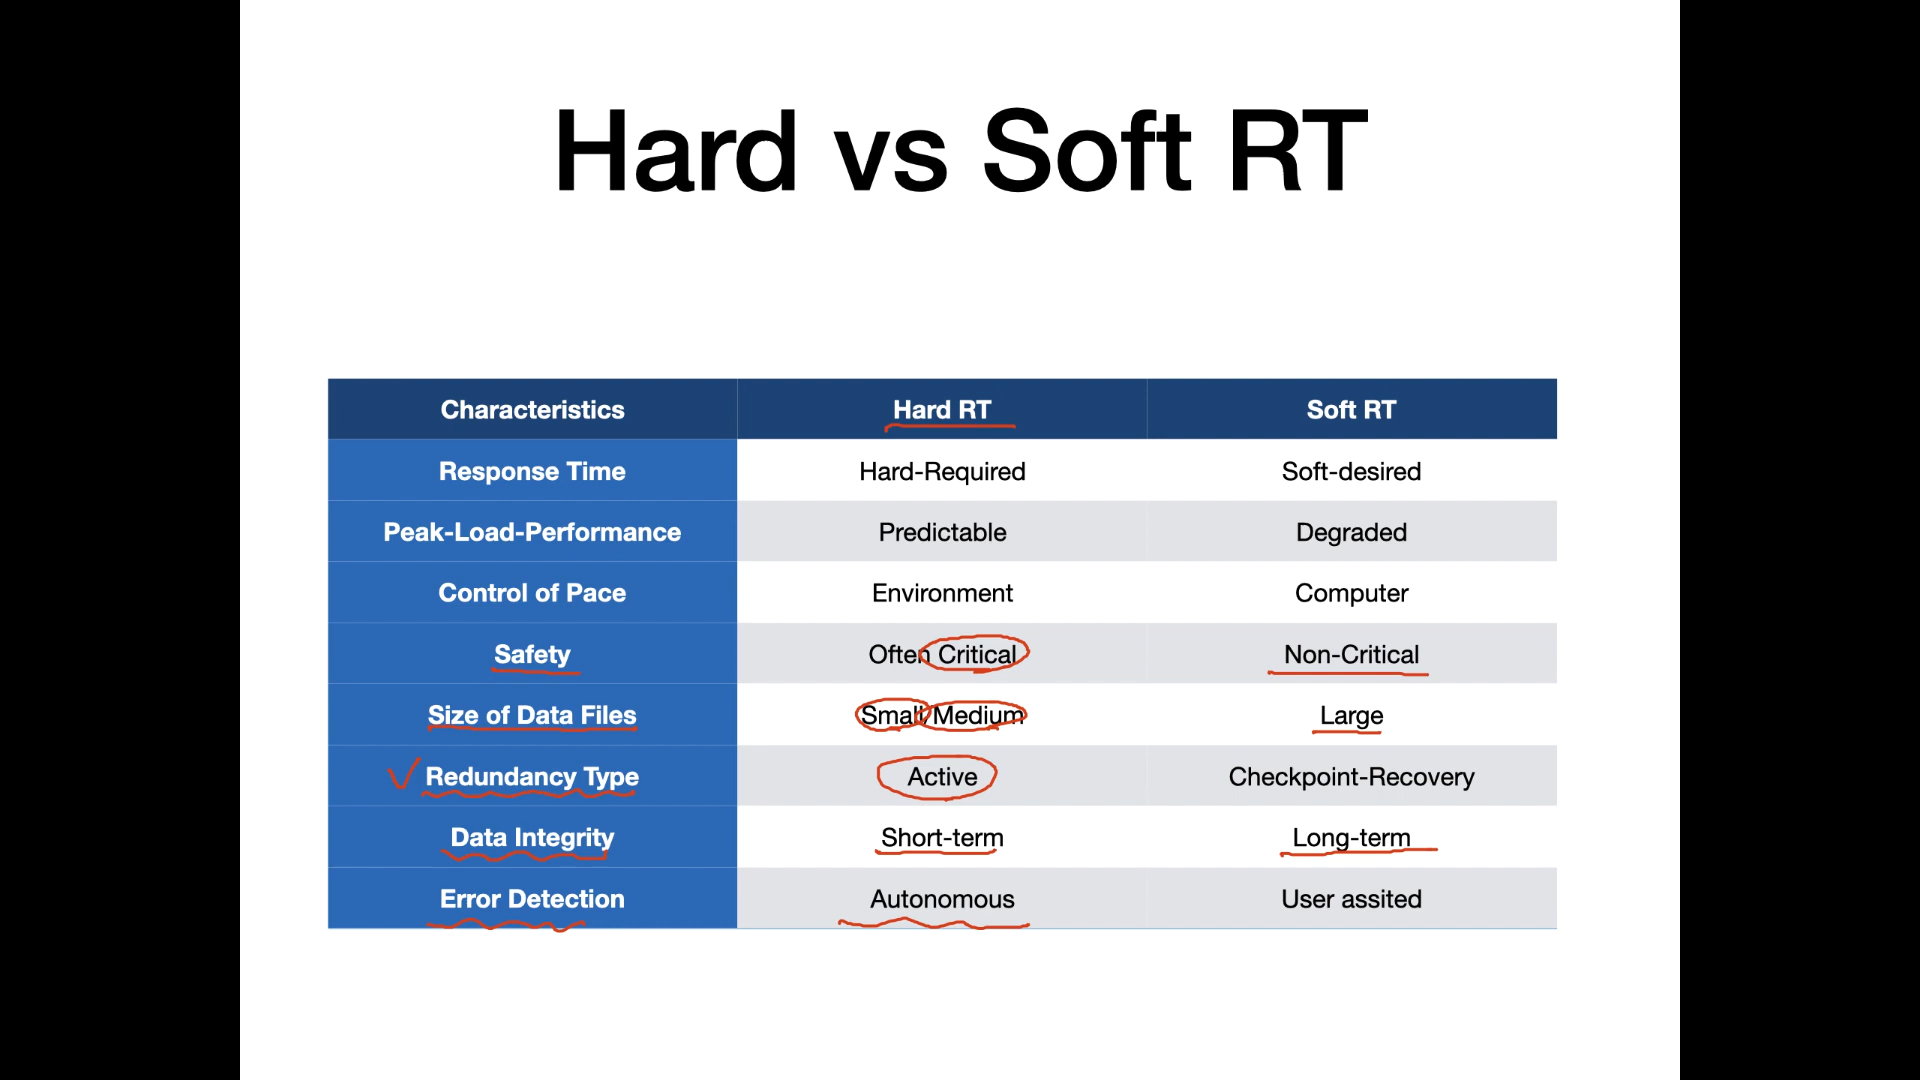 Hard vs Soft RT
Characteristics Hard RT Soft RT
Response Time Hard-Required Soft-desired
Peak-Load-Performance Predictable Degraded
Control of Pace Environment Computer
Safety Often Critical Non-Critical
Size of Data Files Small/Medium Large
Redundancy Type Active Checkpoint-Recovery
Data Integrity Short-term Long-term
Error Detection Autonomous User assited